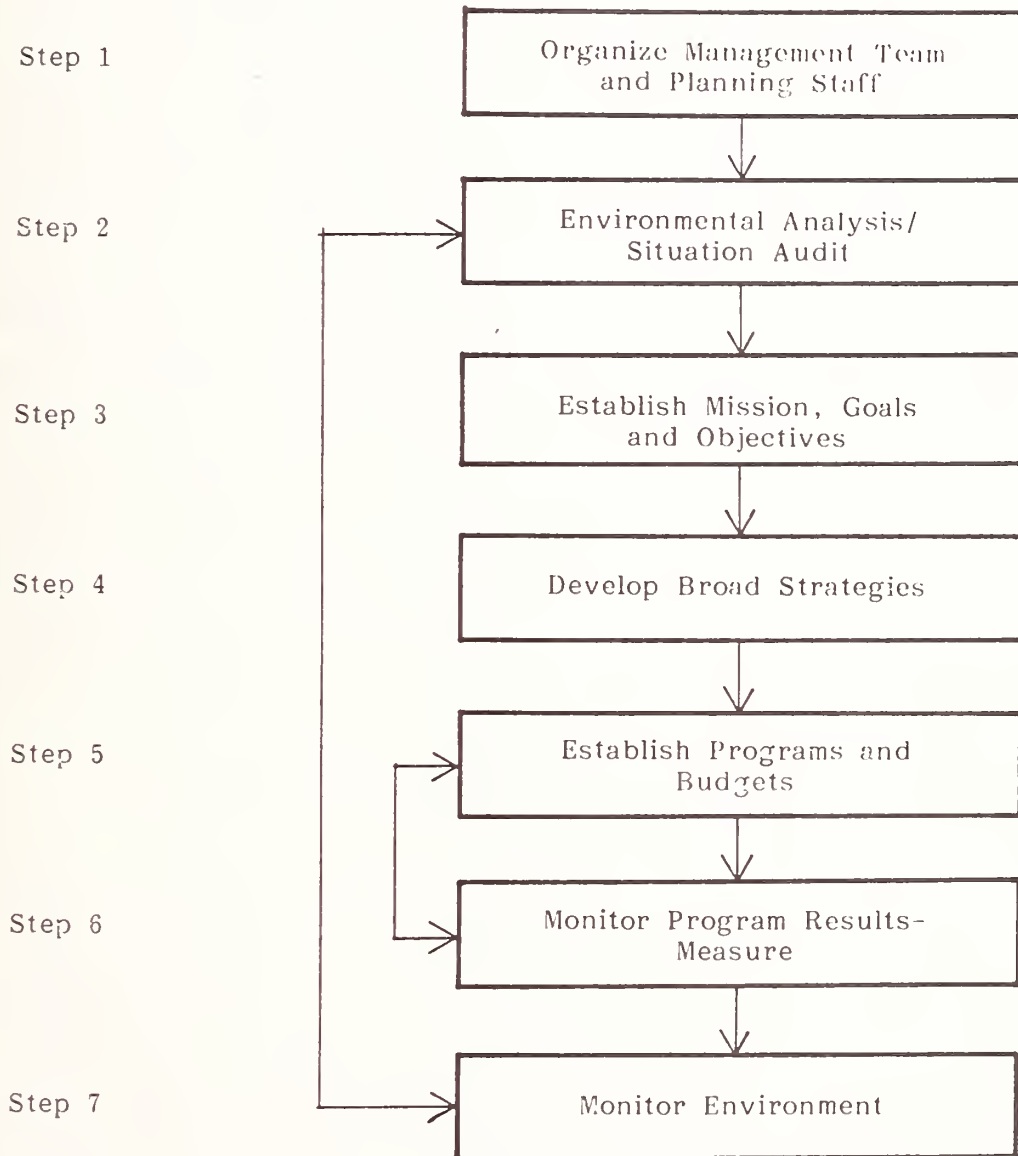 Step 1
Organize Management Team
and Planning Staff
Step 2
Environmental Analysis/
Situation Audit
Step 3
Establish Mission, Goals
and Objectives
Step 4
Develop Broad Strategies
Step 5
Establish Programs and
Budgets
Step 6
Monitor Program Results-
Measure
Step 7
Monitor Environment